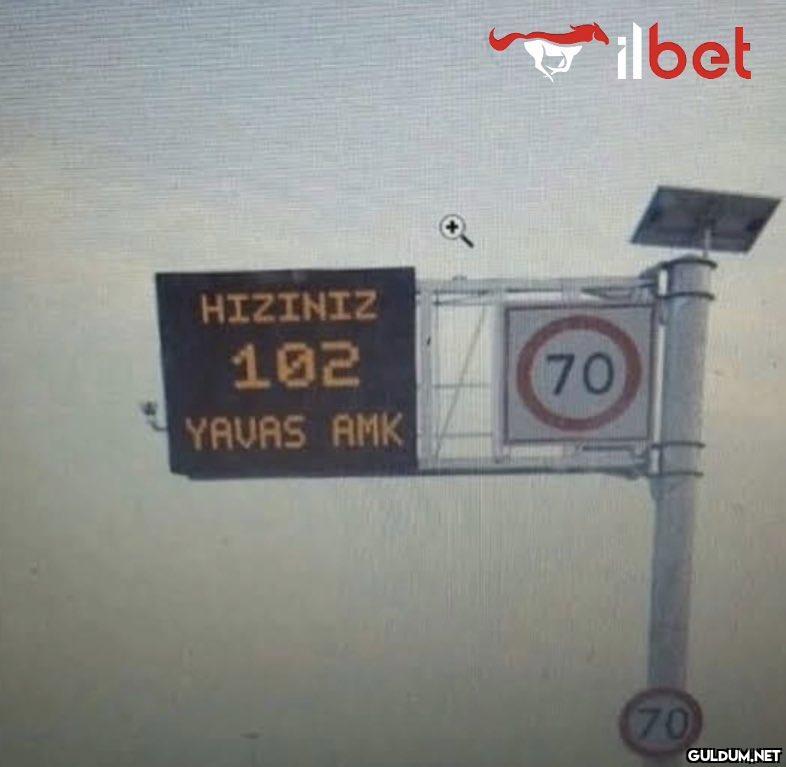 ilbet
HIZINIZ
102
YAVAS AMK
70
70
GULDUM.NET